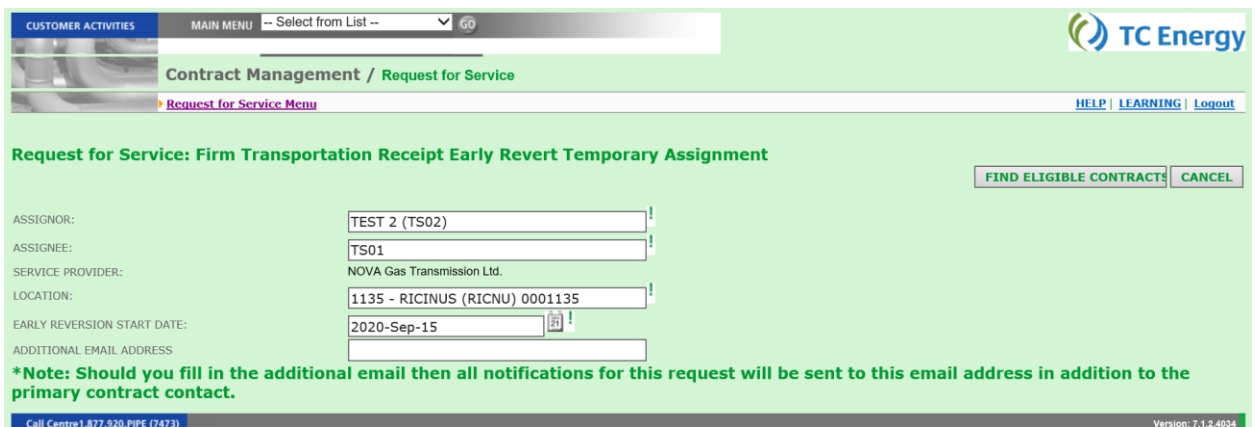 CUSTOMER ACTIVITIES MAIN MENU -- Select from List -- GO
TC Energy
Contract Management / Request for Service
Request for Service Menu HELP | LEARNING | Logout
Request for Service: Firm Transportation Receipt Early Revert Temporary Assignment
FIND ELIGIBLE CONTRACTS CANCEL
ASSIGNOR: TEST 2 (TS02) !
ASSIGNEE: TS01 !
SERVICE PROVIDER: NOVA Gas Transmission Ltd.
LOCATION: 1135 - RICINUS (RICNU) 0001135 !
EARLY REVERSION START DATE: 2020-Sep-15 21 !
ADDITIONAL EMAIL ADDRESS
*Note: Should you fill in the additional email then all notifications for this request will be sent to this email address in addition to the
primary contract contact.
Call Centre1.877.920.PIPE (7473) Version: 7.1.2.4034